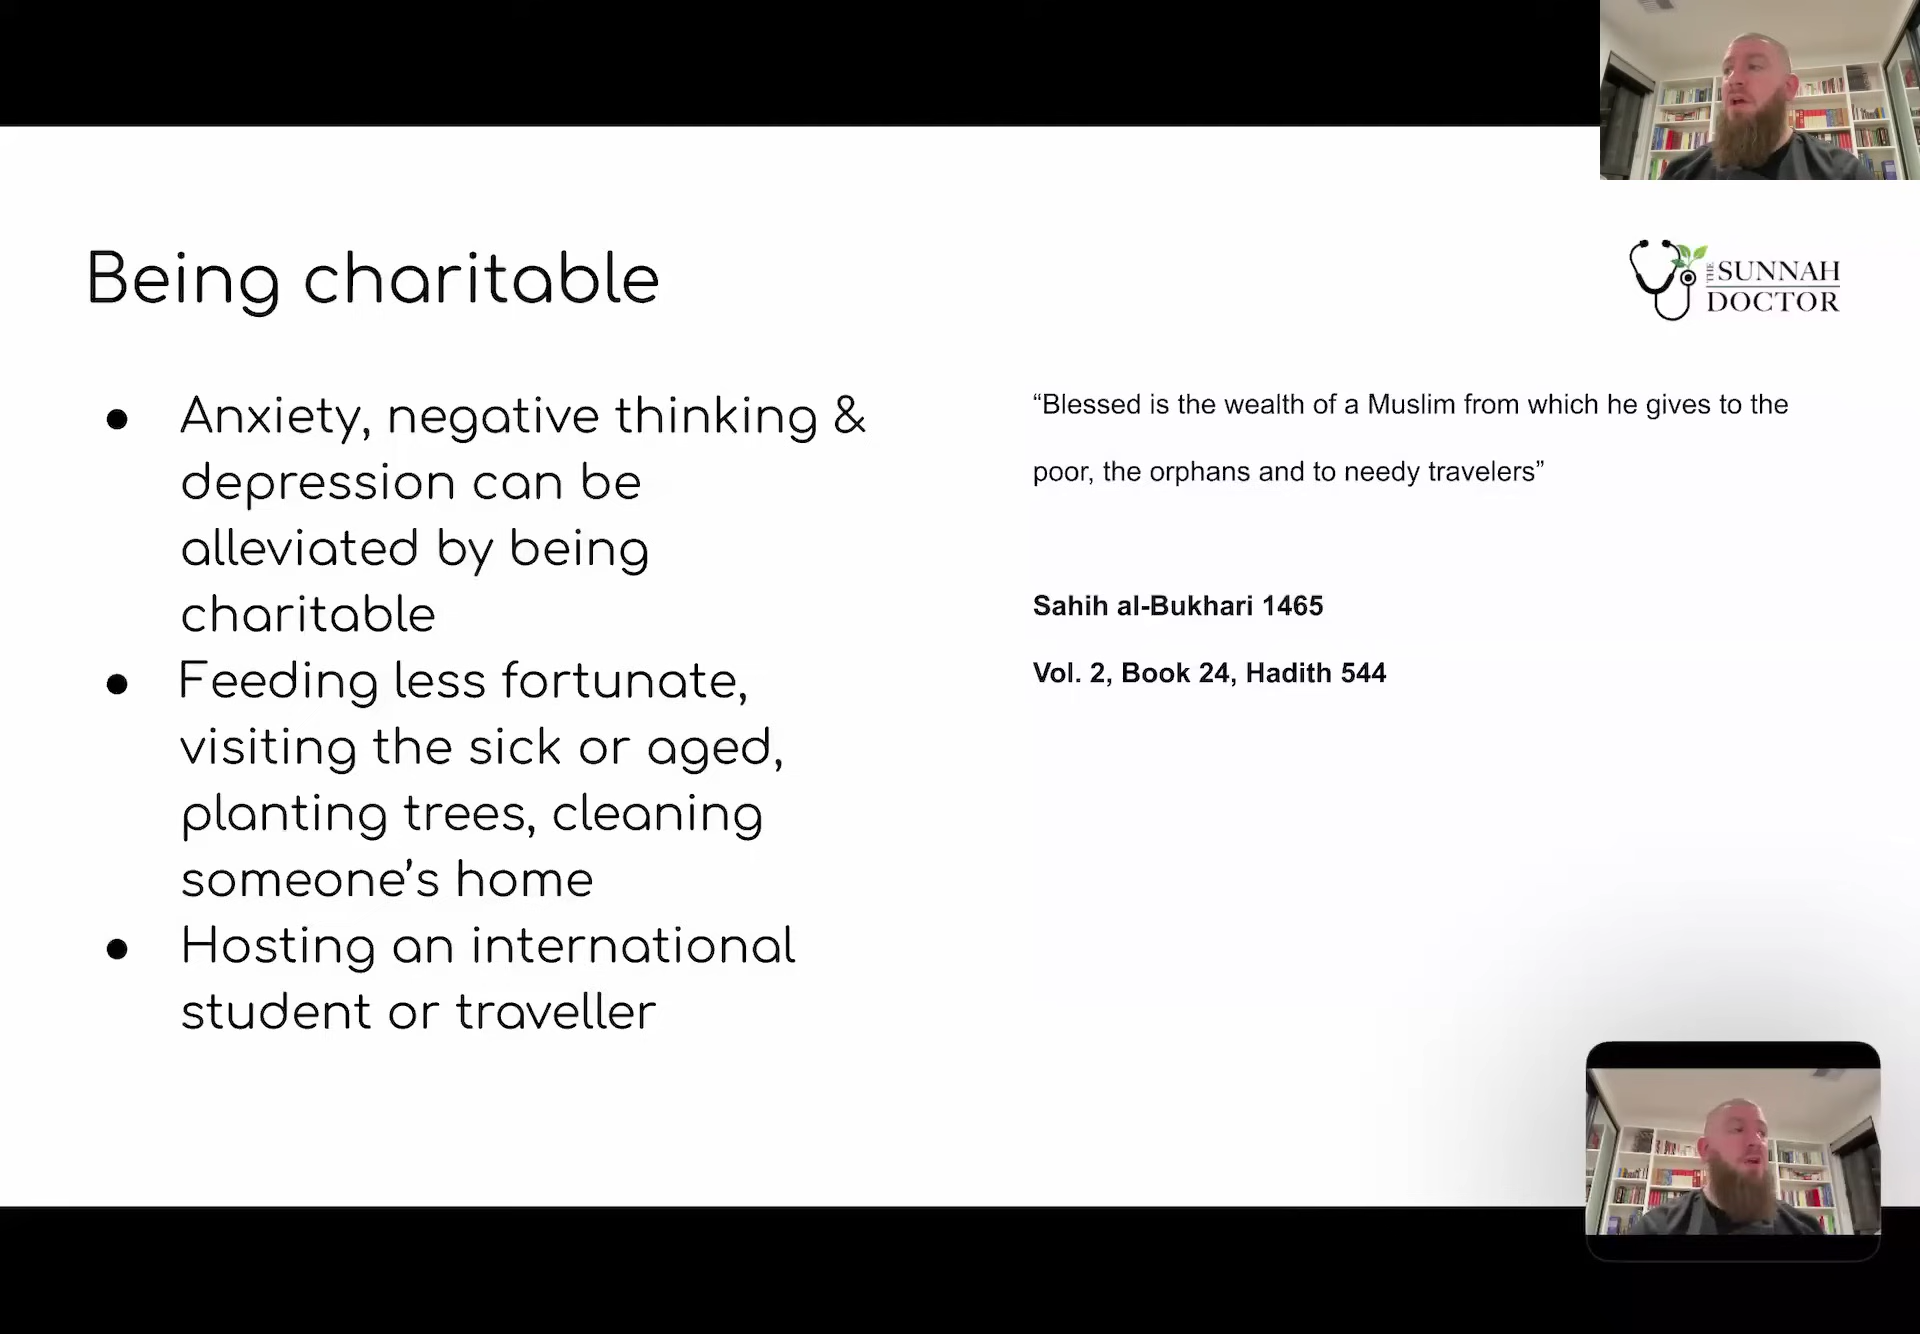 Being charitable
THE SUNNAH
DOCTOR
● Anxiety, negative thinking &
depression can be
alleviated by being
charitable
● Feeding less fortunate,
visiting the sick or aged,
planting trees, cleaning
someone’s home
● Hosting an international
student or traveller
“Blessed is the wealth of a Muslim from which he gives to the
poor, the orphans and to needy travelers”
Sahih al-Bukhari 1465
Vol. 2, Book 24, Hadith 544